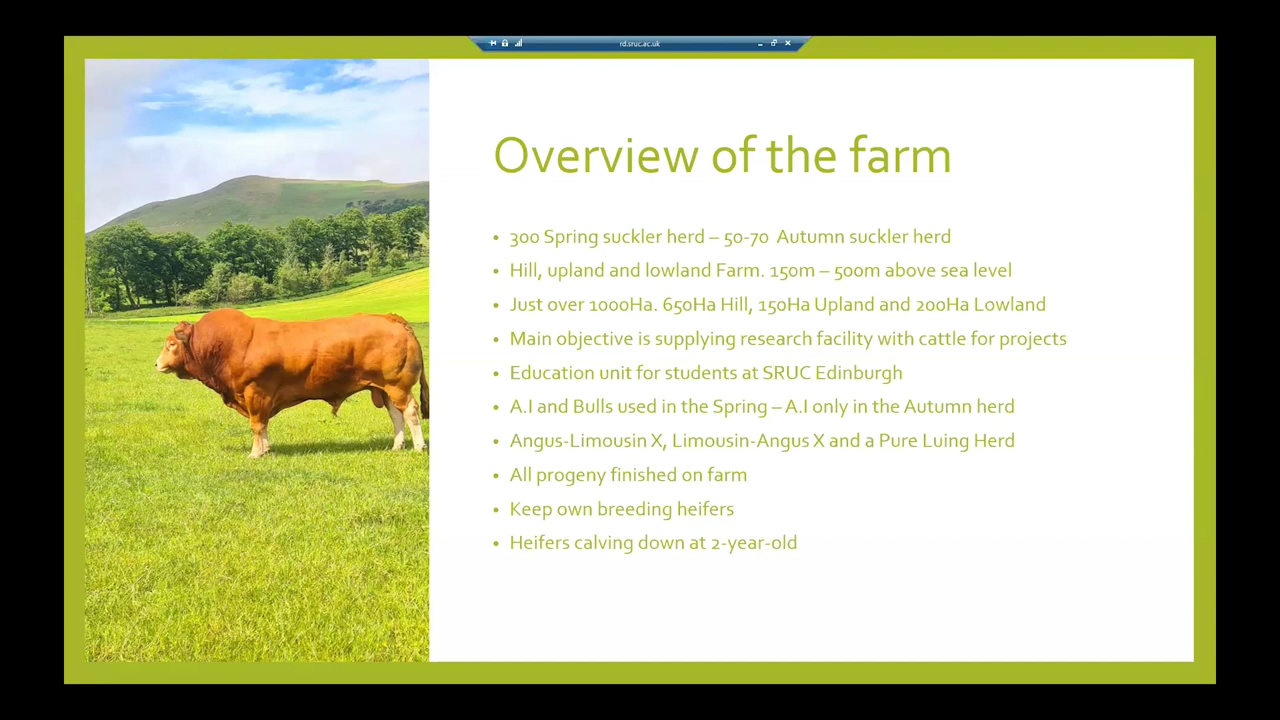 rd.sruc.ac.uk
Overview of the farm
• 300 Spring suckler herd – 50-70 Autumn suckler herd
• Hill, upland and lowland Farm. 150m – 500m above sea level
• Just over 1000Ha. 650Ha Hill, 150Ha Upland and 200Ha Lowland
• Main objective is supplying research facility with cattle for projects
• Education unit for students at SRUC Edinburgh
• A.I and Bulls used in the Spring – A.I only in the Autumn herd
• Angus-Limousin X, Limousin-Angus X and a Pure Luing Herd
• All progeny finished on farm
• Keep own breeding heifers
• Heifers calving down at 2-year-old